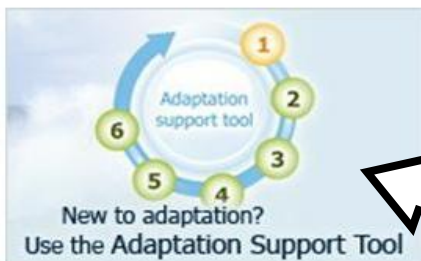 1
Adaptation
support tool
2
3
4
5
6
New to adaptation?
Use the Adaptation Support Tool